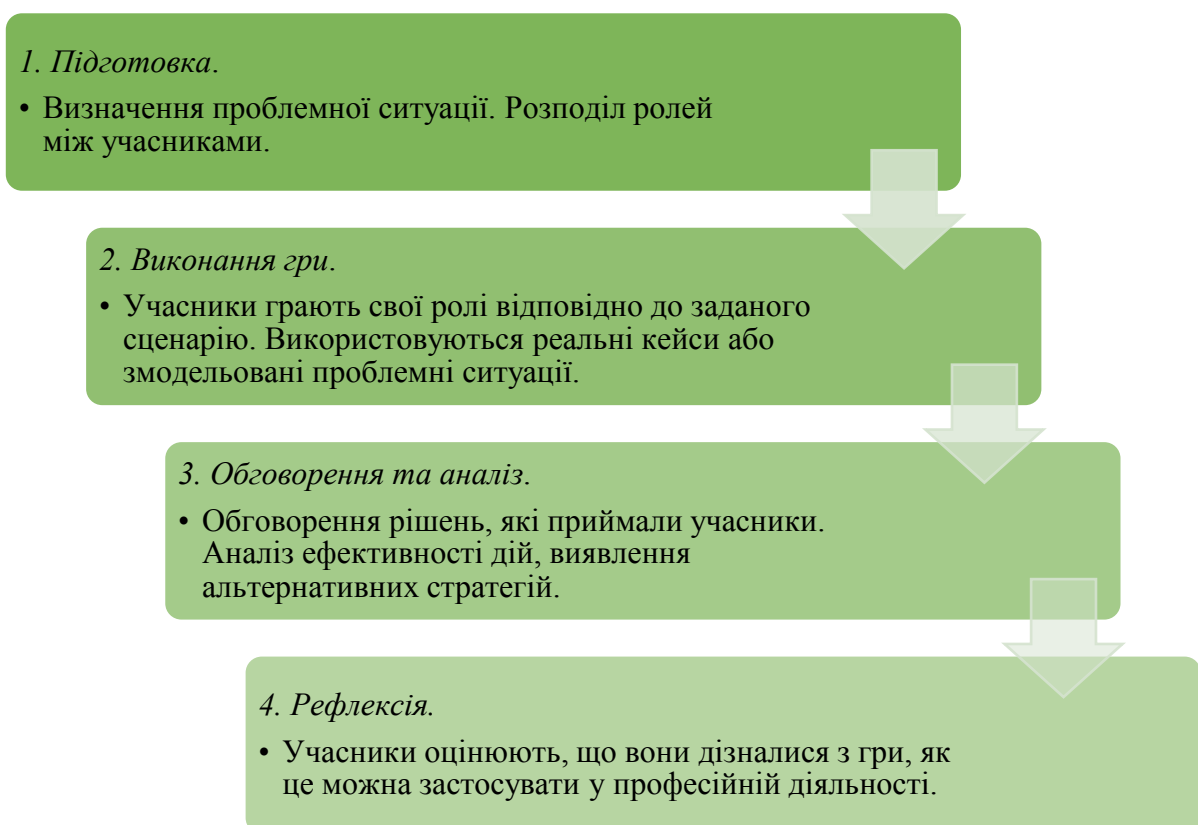 1. Підготовка.
• Визначення проблемної ситуації. Розподіл ролей
між учасниками.
2. Виконання гри.
• Учасники грають свої ролі відповідно до заданого
сценарію. Використовуються реальні кейси або
змодельовані проблемні ситуації.
3. Обговорення та аналіз.
• Обговорення рішень, які приймали учасники.
Аналіз ефективності дій, виявлення
альтернативних стратегій.
4. Рефлексія.
• Учасники оцінюють, що вони дізналися з гри, як
це можна застосувати у професійній діяльності.